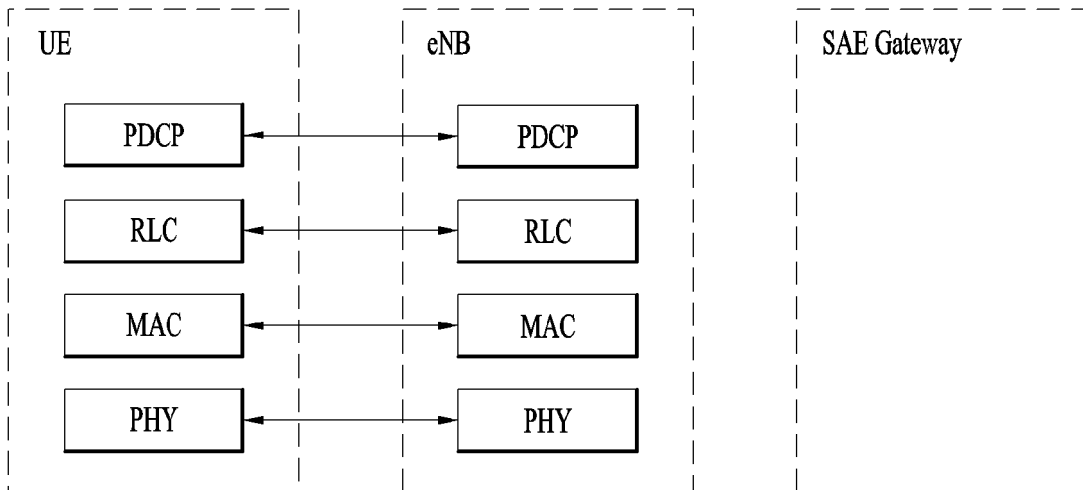 UE
eNB
SAE Gateway
PDCP
PDCP
RLC
RLC
MAC
MAC
PHY
PHY